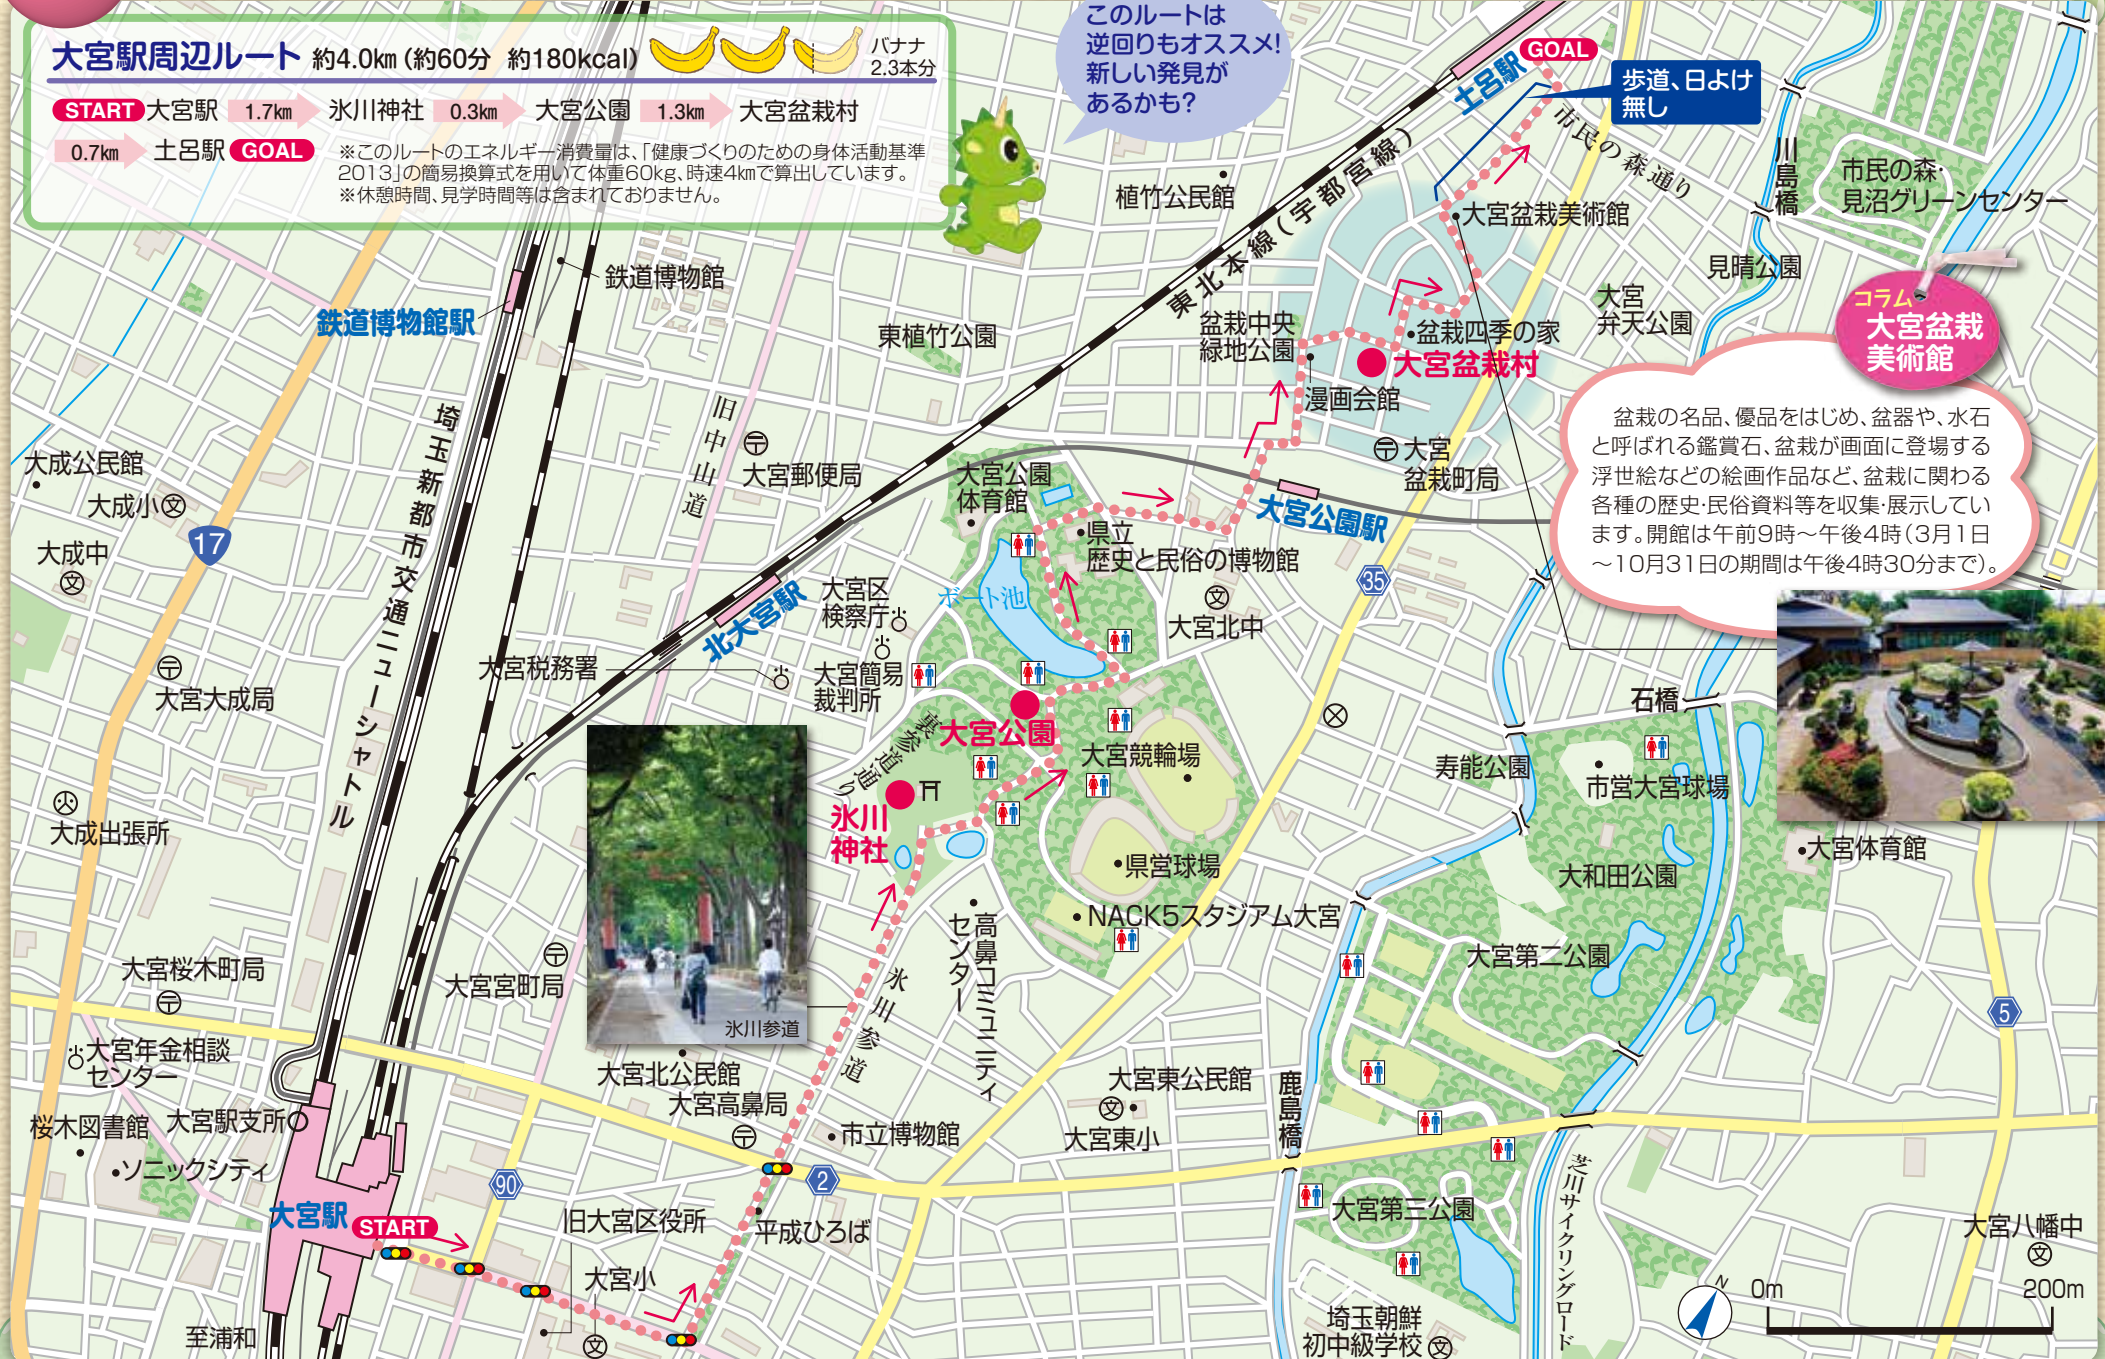 大宮駅周辺ルート 約4.0km(約60分 約180kcal)
バナナ
2.3本分
START 大宮駅 1.7km 氷川神社 0.3km 大宮公園 1.3km 大宮盆栽村
0.7km 土呂駅 GOAL
※このルートのエネルギー消費量は、「健康づくりのための身体活動基準
2013」の簡易換算式を用いて体重60kg、時速4kmで算出しています。
※休憩時間、見学時間等は含まれておりません。
このルートは
逆回りもオススメ!
新しい発見が
あるかも?
土呂駅
GOAL
歩道、日よけ
無し
市民の森通り
川島橋
市民の森・
見沼グリーンセンター
植竹公民館
東北本線(宇都宮線)
大宮盆栽美術館
見晴公園
大宮
弁天公園
鉄道博物館
鉄道博物館駅
東植竹公園
盆栽中央
緑地公園
盆栽四季の家
大宮盆栽村
漫画会館
コラム
大宮盆栽
美術館
盆栽の名品、優品をはじめ、盆器や、水石
と呼ばれる鑑賞石、盆栽が画面に登場する
浮世絵などの絵画作品など、盆栽に関わる
各種の歴史・民俗資料等を収集・展示してい
ます。開館は午前9時～午後4時(3月1日
～10月31日の期間は午後4時30分まで)。
埼玉新都市交通ニューシャトル
旧中山道
大宮郵便局
大成公民館
大成小
文
大成中
文
17
大宮公園
体育館
大宮
盆栽町局
大宮公園駅
県立
歴史と民俗の博物館
35
大宮区
検察庁
ボート池
文
大宮北中
北大宮駅
大宮税務署
大宮簡易
裁判所
大宮大成局
裏参道通り
大宮公園
大宮競輪場
石橋
寿能公園
市営大宮球場
氷川
神社
大成出張所
県営球場
大宮体育館
大和田公園
NACK5スタジアム大宮
高鼻コミュニティ
センター
大宮第二公園
大宮桜木町局
大宮宮町局
氷川参道
氷川参道
5
大宮年金相談
センター
大宮北公民館
大宮高鼻局
大宮東公民館
文
大宮東小
鹿島橋
桜木図書館
大宮駅支所
市立博物館
ソニックシティ
90
2
芝川サイクリングロード
大宮駅
START
旧大宮区役所
平成ひろば
大宮第三公園
大宮八幡中
文
大宮小
文
至浦和
埼玉朝鮮
初中級学校
文
N
0m
200m